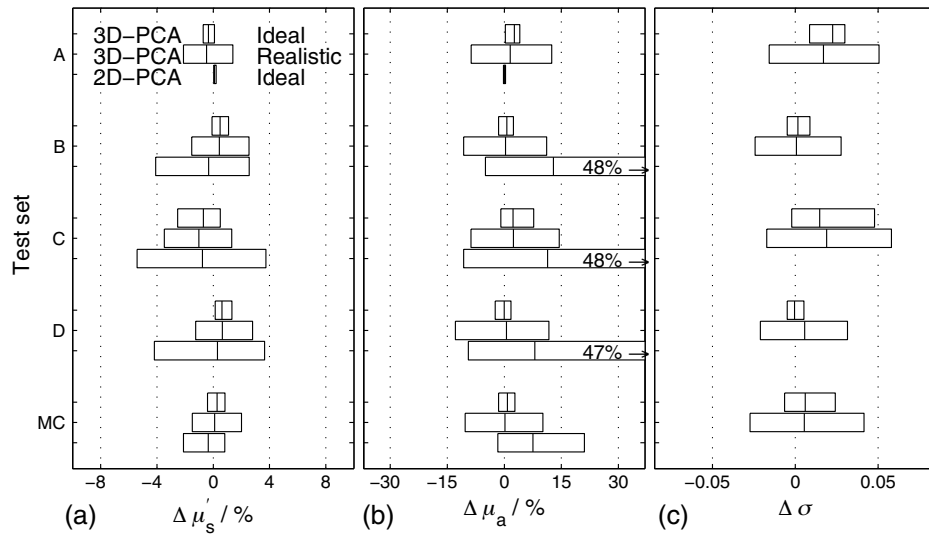 3D−PCA Ideal
A 3D−PCA Realistic
2D−PCA Ideal
B
48%
Test set
C
48%
D
47%
MC
−8 −4 0 4 8
−30 −15 0 15 30
−0.05 0 0.05
(a) Δ μs′ / %
(b) Δ μa / %
(c) Δ σ